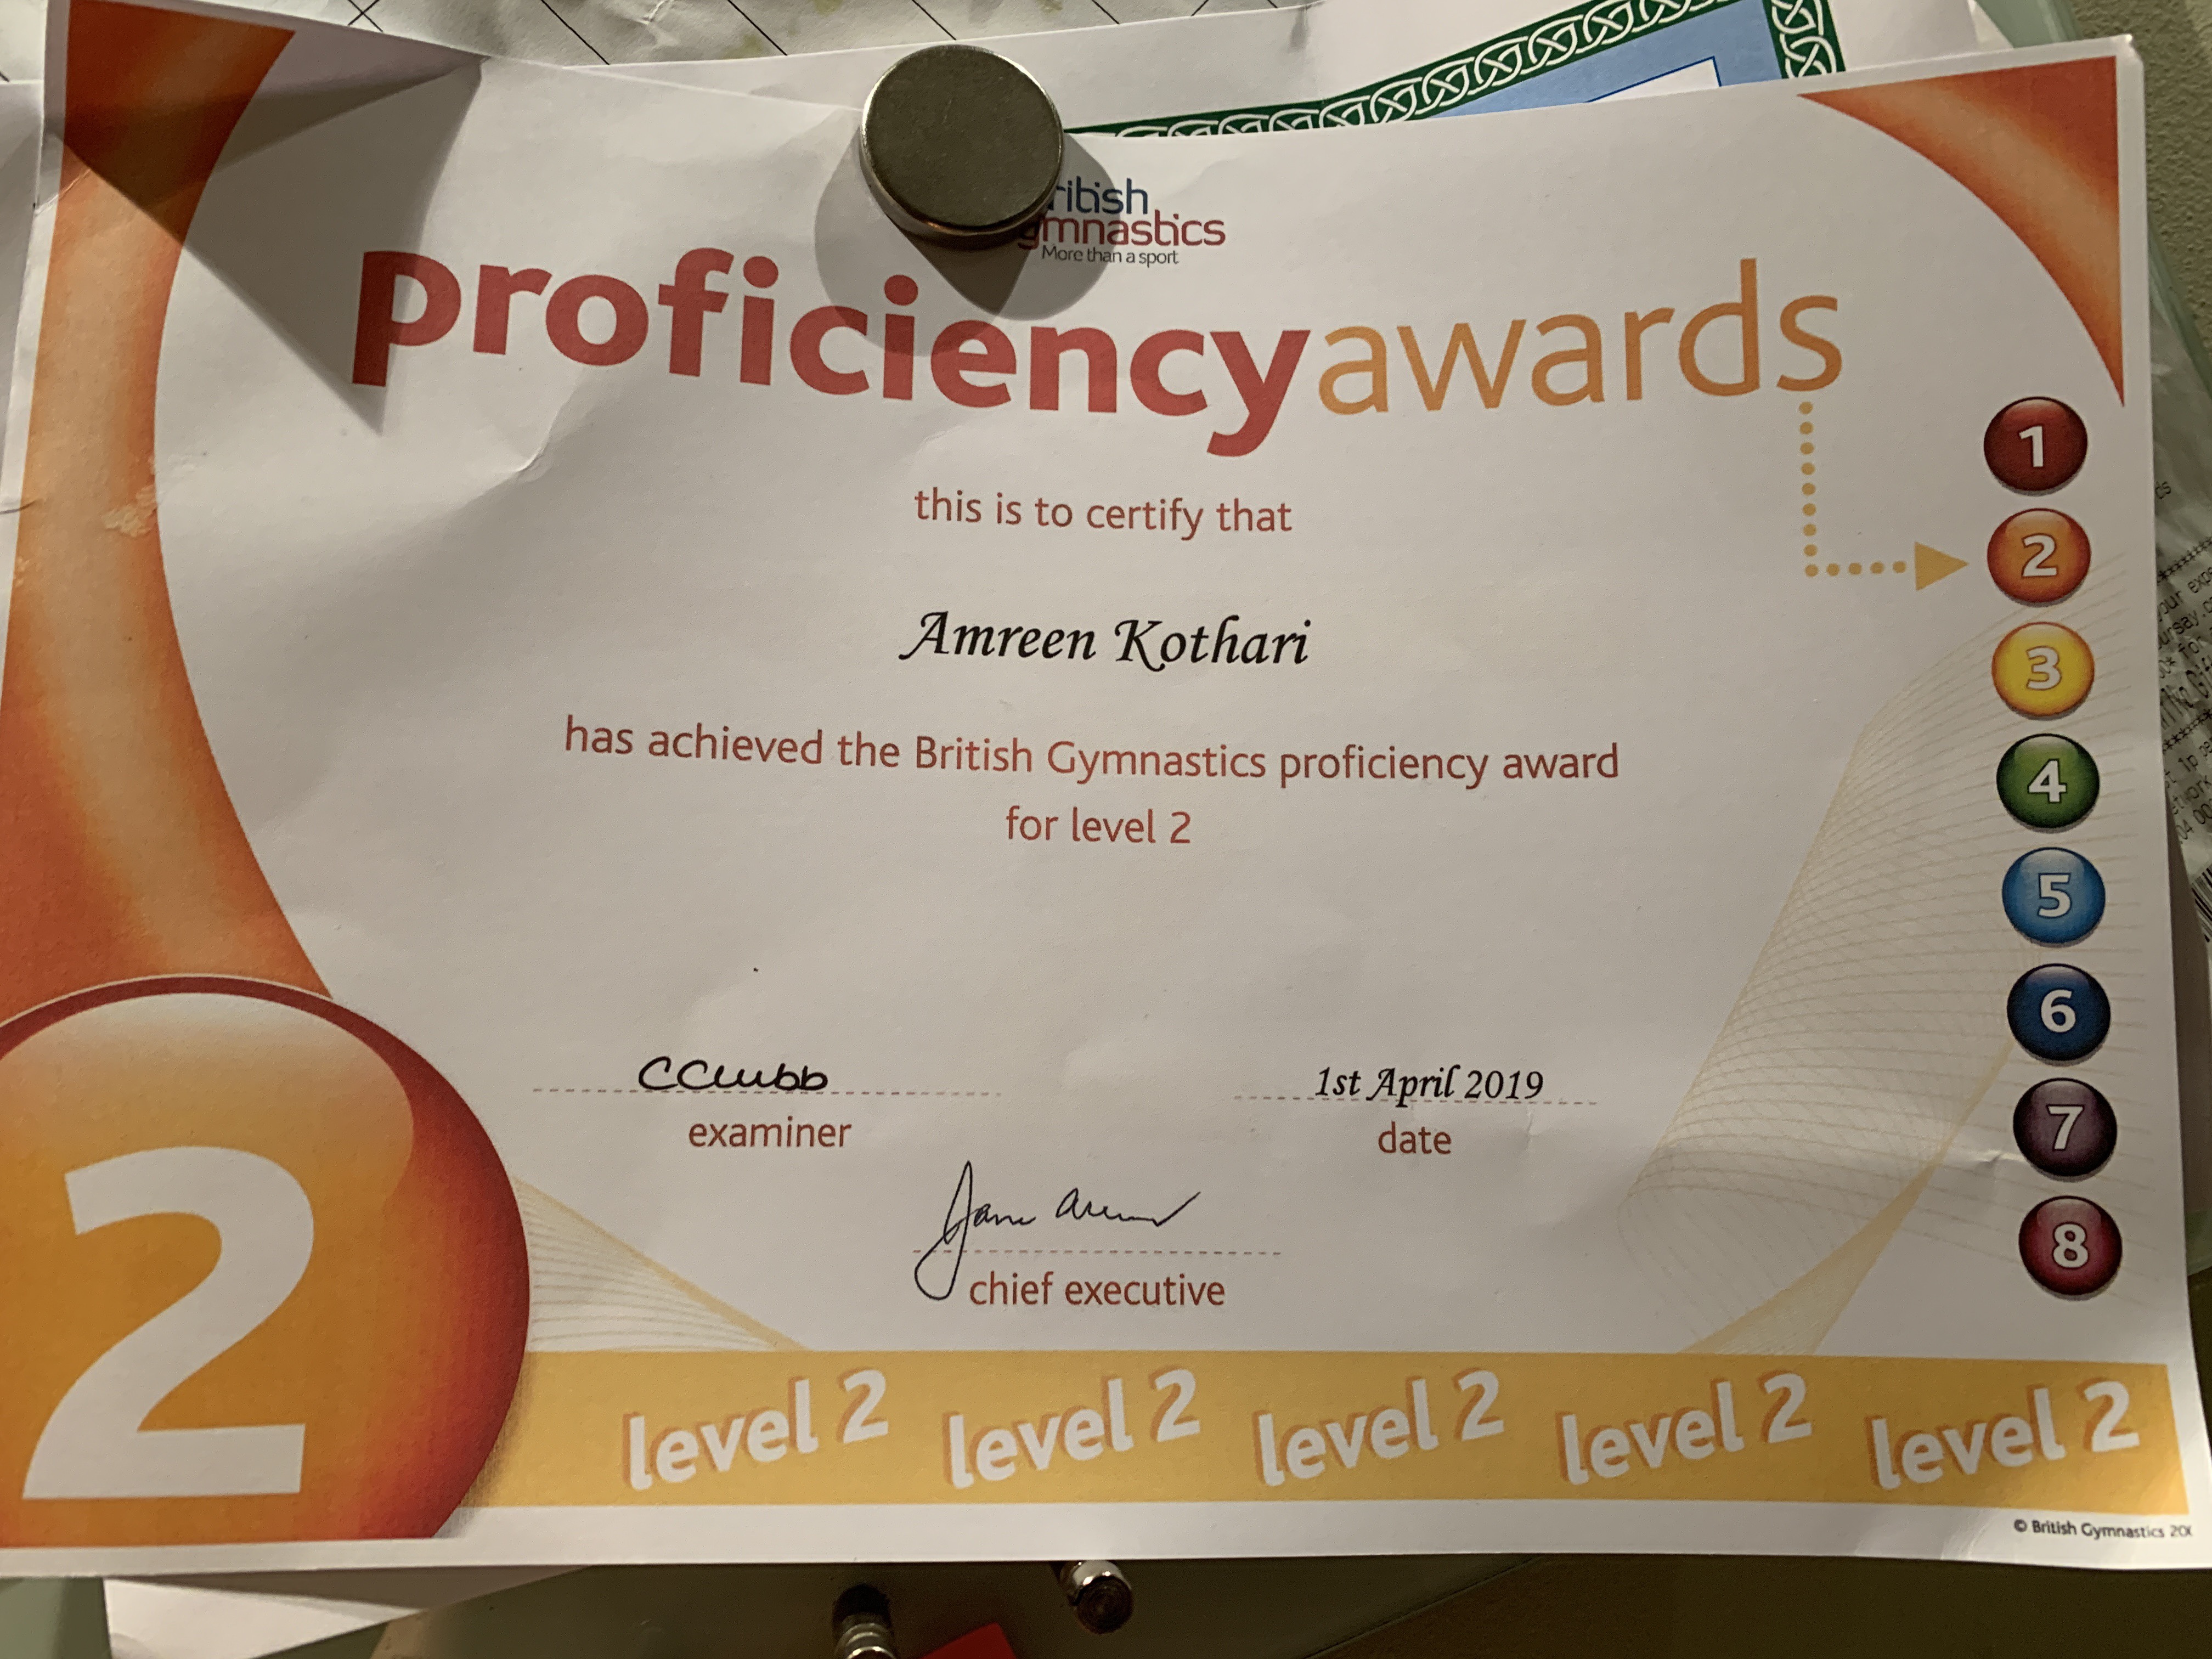 ritish
gymnastics
More than a sport
proficiencyawards
this is to certify that
Amreen Kothari
has achieved the British Gymnastics proficiency award
for level 2
1
2
3
4
5
6
7
8
CClubb
examiner
1st April 2019
date
chief executive
2
level 2 level 2 level 2 level 2 level 2
© British Gymnastics 20